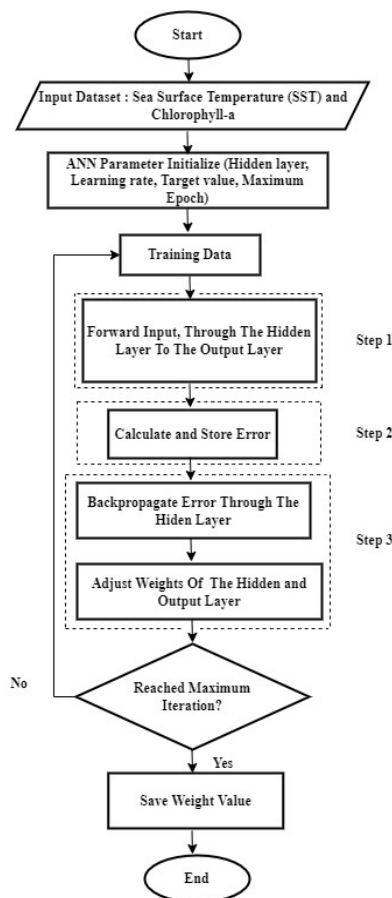 Start
Input Dataset : Sea Surface Temperature (SST) and
Chlorophyll-a
ANN Parameter Initialize (Hidden layer,
Learning rate, Target value, Maximum
Epoch)
Training Data
Forward Input, Through The Hidden
Layer To The Output Layer
Step 1
Calculate and Store Error
Step 2
Backpropagate Error Through The
Hiden Layer
Step 3
Adjust Weights Of The Hidden and
Output Layer
No
Reached Maximum
Iteration?
Yes
Save Weight Value
End